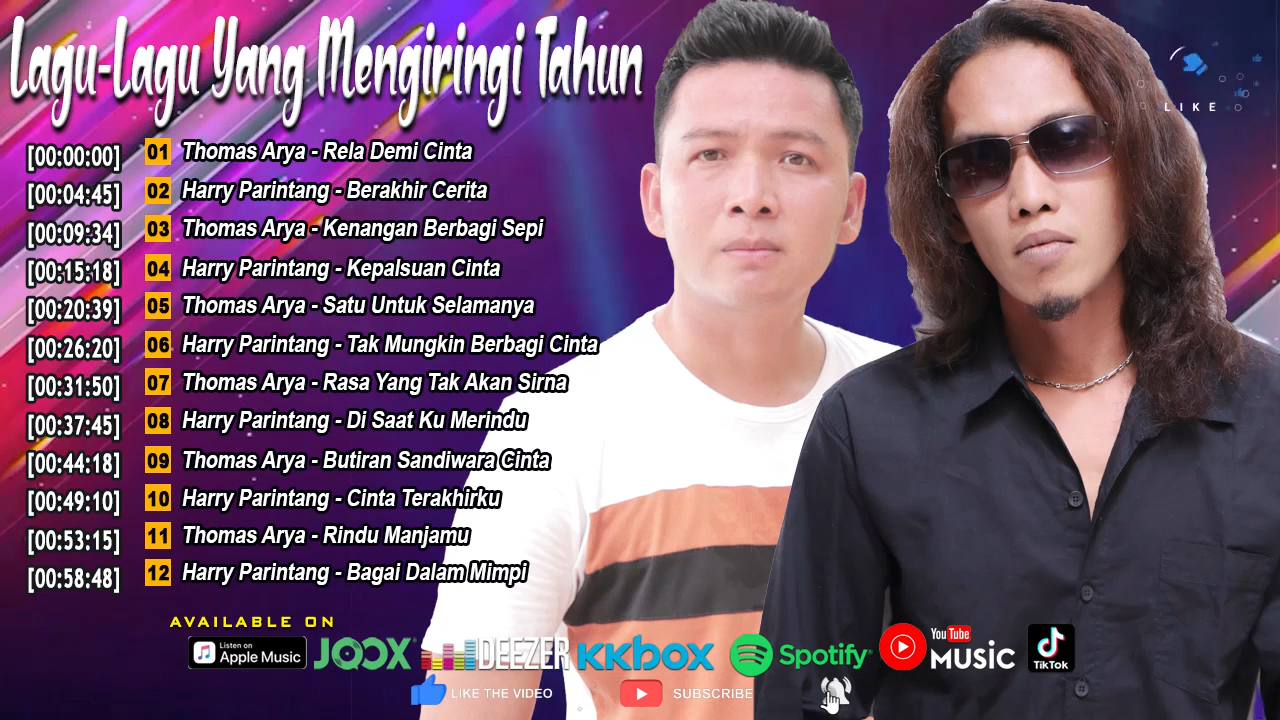 Lagu-Lagu Yang Mengiringi Tahun
LIKE
[00:00:00] 01 Thomas Arya - Rela Demi Cinta
[00:04:45] 02 Harry Parintang - Berakhir Cerita
[00:09:34] 03 Thomas Arya - Kenangan Berbagi Sepi
[00:15:18] 04 Harry Parintang - Kepalsuan Cinta
[00:20:39] 05 Thomas Arya - Satu Untuk Selamanya
[00:26:20] 06 Harry Parintang - Tak Mungkin Berbagi Cinta
[00:31:50] 07 Thomas Arya - Rasa Yang Tak Akan Sirna
[00:37:45] 08 Harry Parintang - Di Saat Ku Merindu
[00:44:18] 09 Thomas Arya - Butiran Sandiwara Cinta
[00:49:10] 10 Harry Parintang - Cinta Terakhirku
[00:53:15] 11 Thomas Arya - Rindu Manjamu
[00:58:48] 12 Harry Parintang - Bagai Dalam Mimpi
AVAILABLE ON
Listen on
Apple Music JOOX DEEZER KKBOX Spotify YouTube MUSIC TikTok
LIKE THE VIDEO SUBSCRIBE